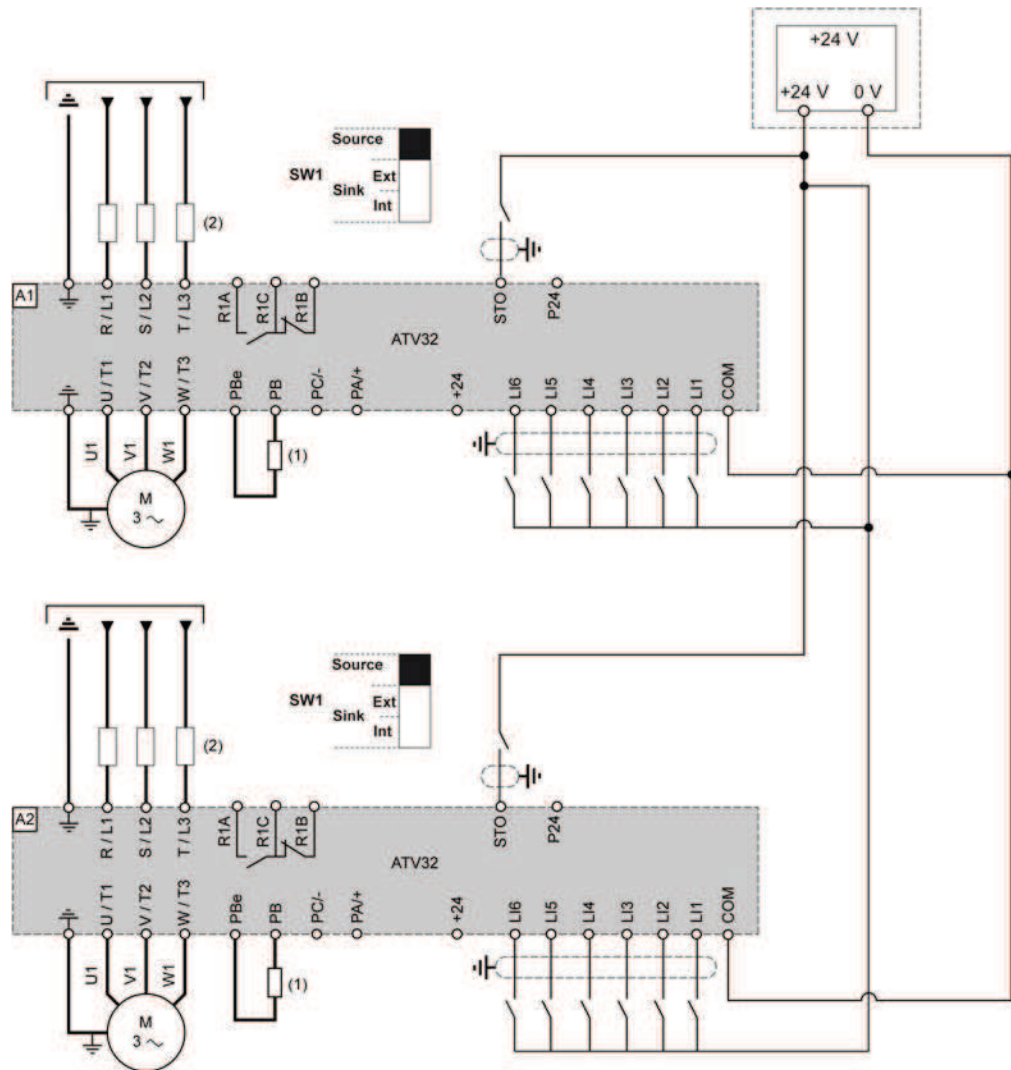 +24 V
+24 V 0 V
Source
SW1
Sink
Ext
Int
(2)
A1
R / L1
S / L2
T / L3
R1A
R1C
R1B
STO
P24
ATV32
U / T1
V / T2
W / T3
PBe
PB
PC/-
PA/+
+24
LI6
LI5
LI4
LI3
LI2
LI1
COM
U1
V1
W1
(1)
M
3 ~
Source
SW1
Sink
Ext
Int
(2)
A2
R / L1
S / L2
T / L3
R1A
R1C
R1B
STO
P24
ATV32
U / T1
V / T2
W / T3
PBe
PB
PC/-
PA/+
+24
LI6
LI5
LI4
LI3
LI2
LI1
COM
U1
V1
W1
(1)
M
3 ~